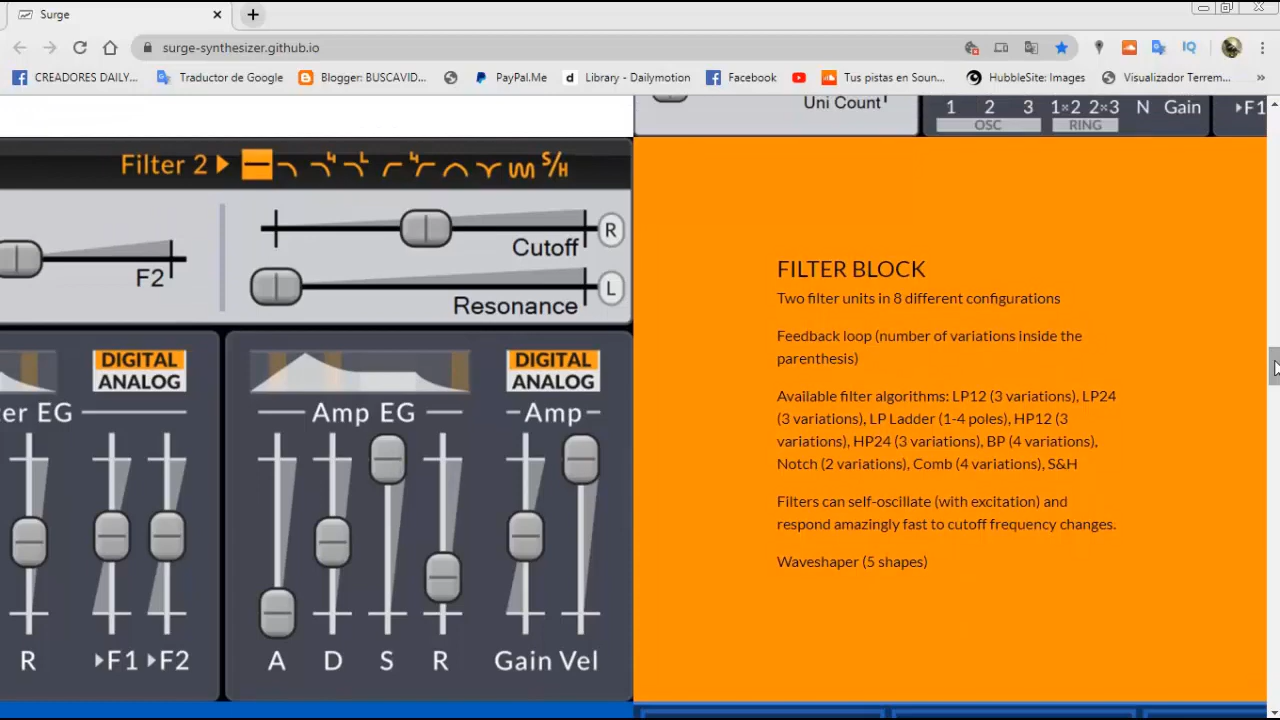 Surge
surge-synthesizer.github.io
IQ
CREADORES DAILY...
Traductor de Google
Blogger: BUSCAVID...
PayPal.Me
d Library - Dailymotion
Facebook
Tus pistas en Soun...
HubbleSite: Images
Visualizador Terrem...
»
Uni Count
1 2 3 1×2 2×3 N Gain
OSC RING
▸F1
Filter 2 ▸
S/H
F2
Cutoff
R
Resonance
L
DIGITAL
ANALOG
DIGITAL
ANALOG
er EG
Amp EG
Amp
R ▸F1 ▸F2
A D S R
Gain Vel
FILTER BLOCK
Two filter units in 8 different configurations
Feedback loop (number of variations inside the
parenthesis)
Available filter algorithms: LP12 (3 variations), LP24
(3 variations), LP Ladder (1-4 poles), HP12 (3
variations), HP24 (3 variations), BP (4 variations),
Notch (2 variations), Comb (4 variations), S&H
Filters can self-oscillate (with excitation) and
respond amazingly fast to cutoff frequency changes.
Waveshaper (5 shapes)